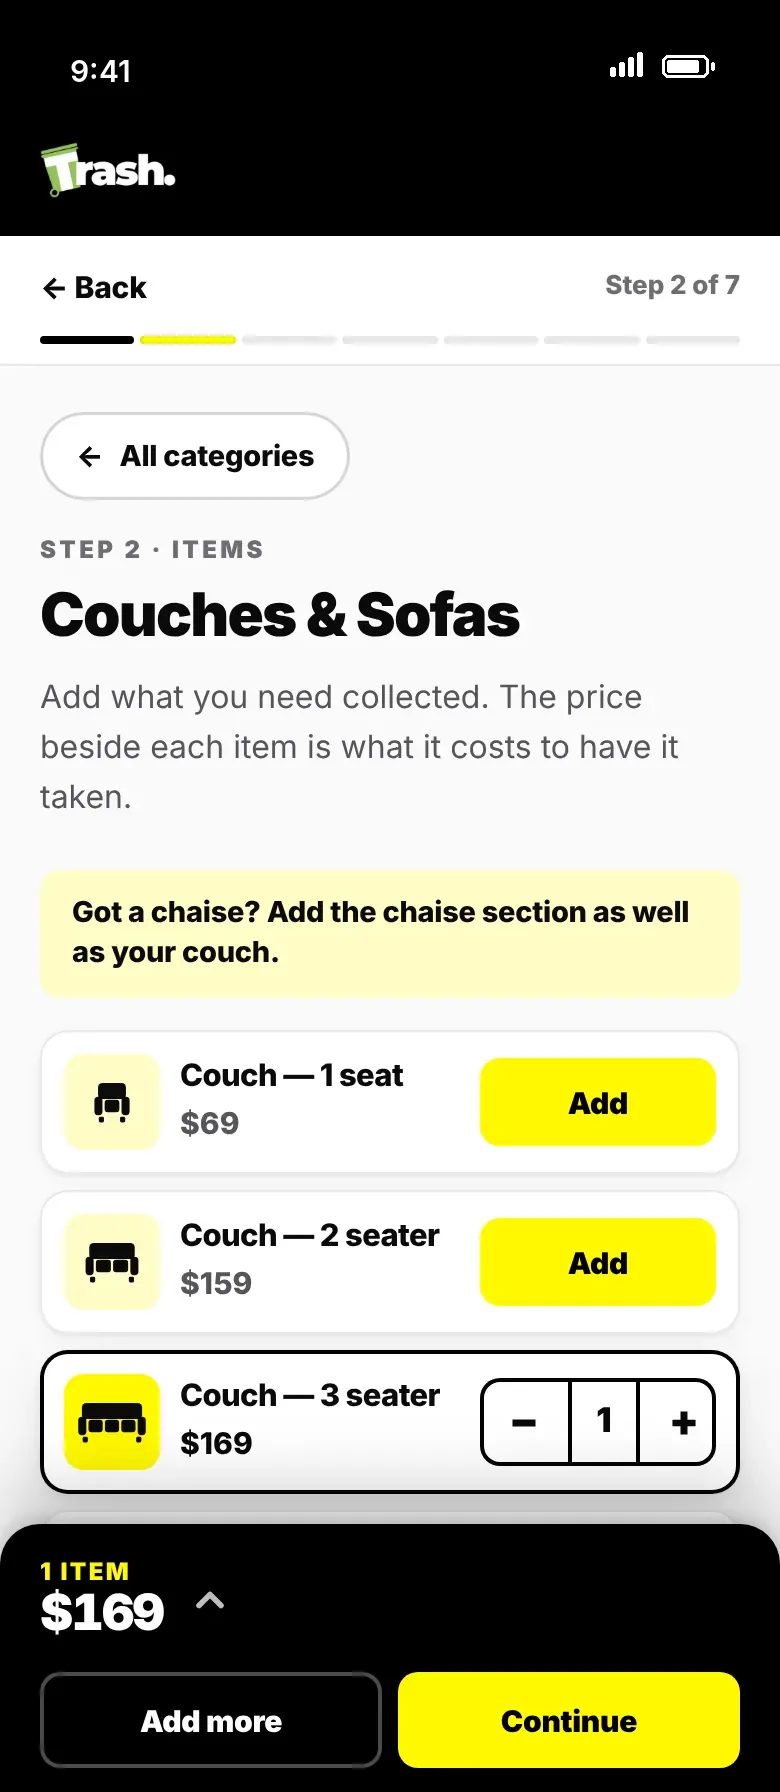 9:41
Trash.
← Back
Step 2 of 7
← All categories
STEP 2 · ITEMS
Couches & Sofas
Add what you need collected. The price
beside each item is what it costs to have it
taken.
Got a chaise? Add the chaise section as well
as your couch.
Couch — 1 seat
$69
Add
Couch — 2 seater
$159
Add
Couch — 3 seater
$169
− 1 +
1 ITEM
$169
Add more
Continue